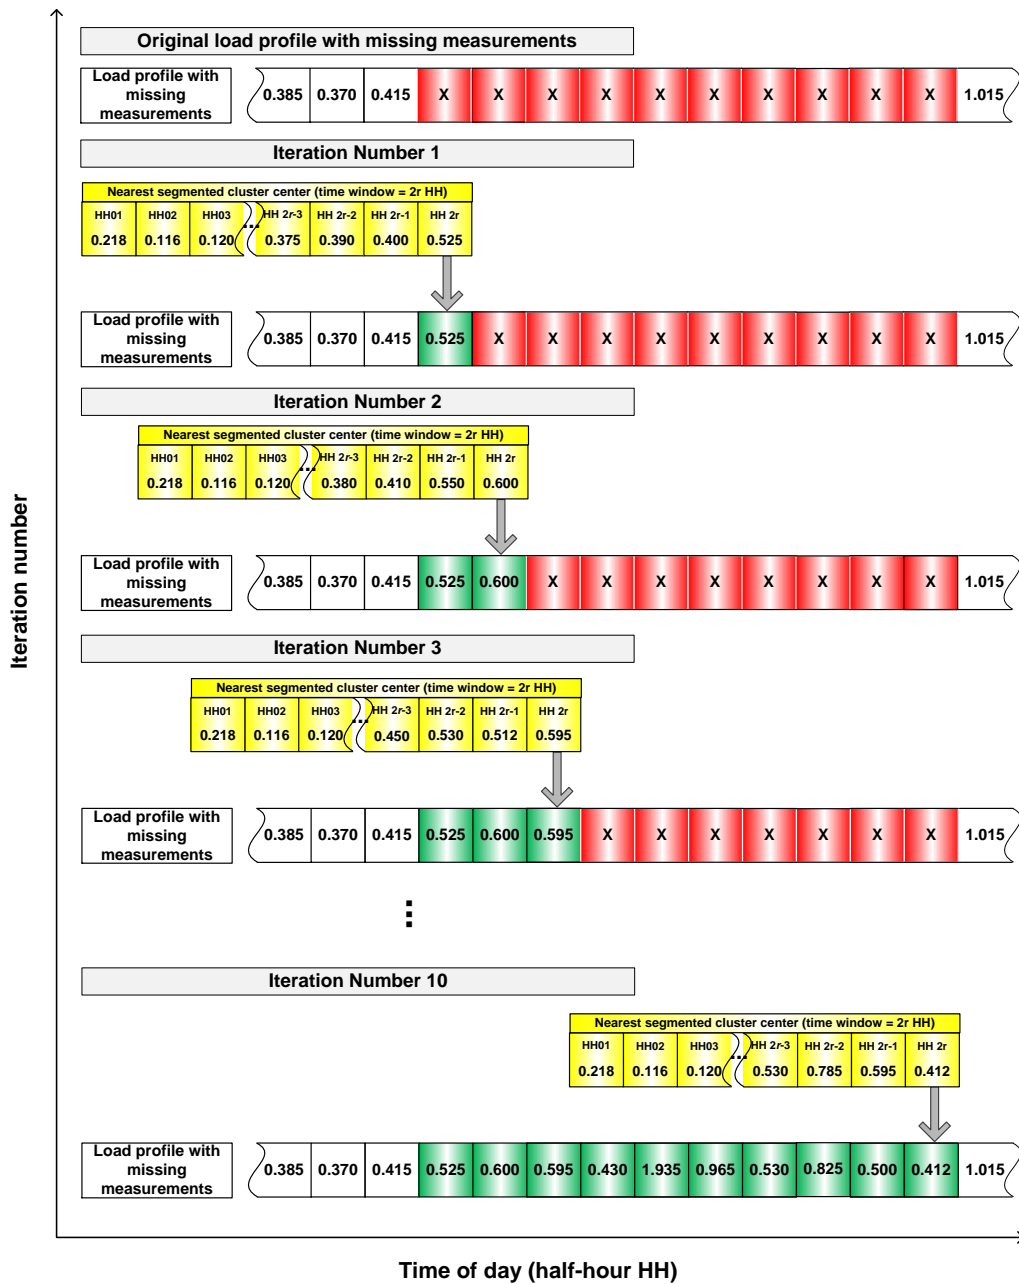 Original load profile with missing measurements
Load profile with
missing
measurements
0.385 0.370 0.415 X X X X X X X X X X 1.015
Iteration Number 1
Nearest segmented cluster center (time window = 2r HH)
HH01 HH02 HH03 ... HH 2r-3 HH 2r-2 HH 2r-1 HH 2r
0.218 0.116 0.120 0.375 0.390 0.400 0.525
Load profile with
missing
measurements
0.385 0.370 0.415 0.525 X X X X X X X X X 1.015
Iteration Number 2
Nearest segmented cluster center (time window = 2r HH)
HH01 HH02 HH03 ... HH 2r-3 HH 2r-2 HH 2r-1 HH 2r
0.218 0.116 0.120 0.380 0.410 0.550 0.600
Load profile with
missing
measurements
0.385 0.370 0.415 0.525 0.600 X X X X X X X X 1.015
Iteration Number 3
Nearest segmented cluster center (time window = 2r HH)
HH01 HH02 HH03 ... HH 2r-3 HH 2r-2 HH 2r-1 HH 2r
0.218 0.116 0.120 0.450 0.530 0.512 0.595
Load profile with
missing
measurements
0.385 0.370 0.415 0.525 0.600 0.595 X X X X X X X 1.015
⋮
Iteration Number 10
Nearest segmented cluster center (time window = 2r HH)
HH01 HH02 HH03 ... HH 2r-3 HH 2r-2 HH 2r-1 HH 2r
0.218 0.116 0.120 0.530 0.785 0.595 0.412
Load profile with
missing
measurements
0.385 0.370 0.415 0.525 0.600 0.595 0.430 1.935 0.965 0.530 0.825 0.500 0.412 1.015
Iteration number
Time of day (half-hour HH)